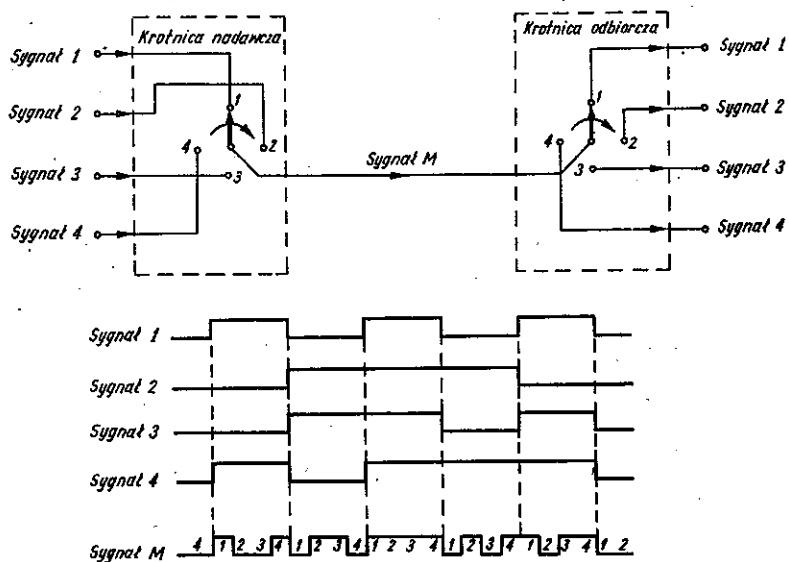 Krotnica nadawcza
Krotnica odbiorcza
Sygnał 1
Sygnał 1
Sygnał 2
Sygnał 2
1
1
4
2
4
2
Sygnał M
Sygnał 3
3
3
Sygnał 3
Sygnał 4
Sygnał 4
Sygnał 1
Sygnał 2
Sygnał 3
Sygnał 4
Sygnał M 4 1 2 3 4 1 2 3 4 1 2 3 4 1 2 3 4 1 2 3 4 1 2